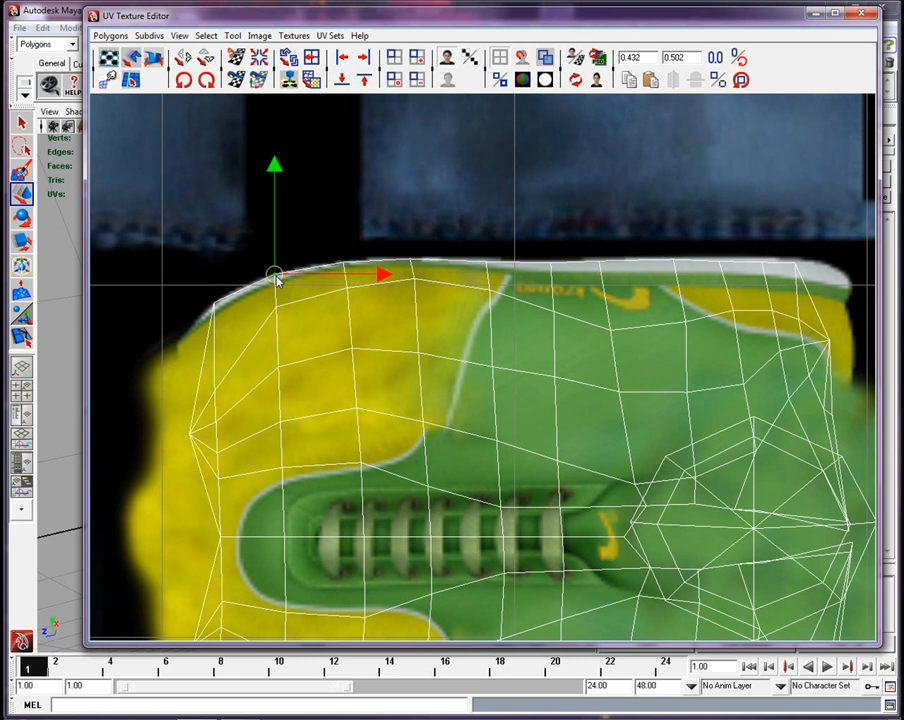 Autodesk Maya
UV Texture Editor
File Edit Modi
Polygons Subdivs View Select Tool Image Textures UV Sets Help
Polygons
General Cu
0.432 0.502 0.0
HELP
View Shad
Verts:
Edges:
Faces:
Tris:
UVs:
z x
1 2 4 6 8 10 12 14 16 18 20 22 24 1.00
1.00 1.00 24.00 48.00 No Anim Layer No Character Set
MEL